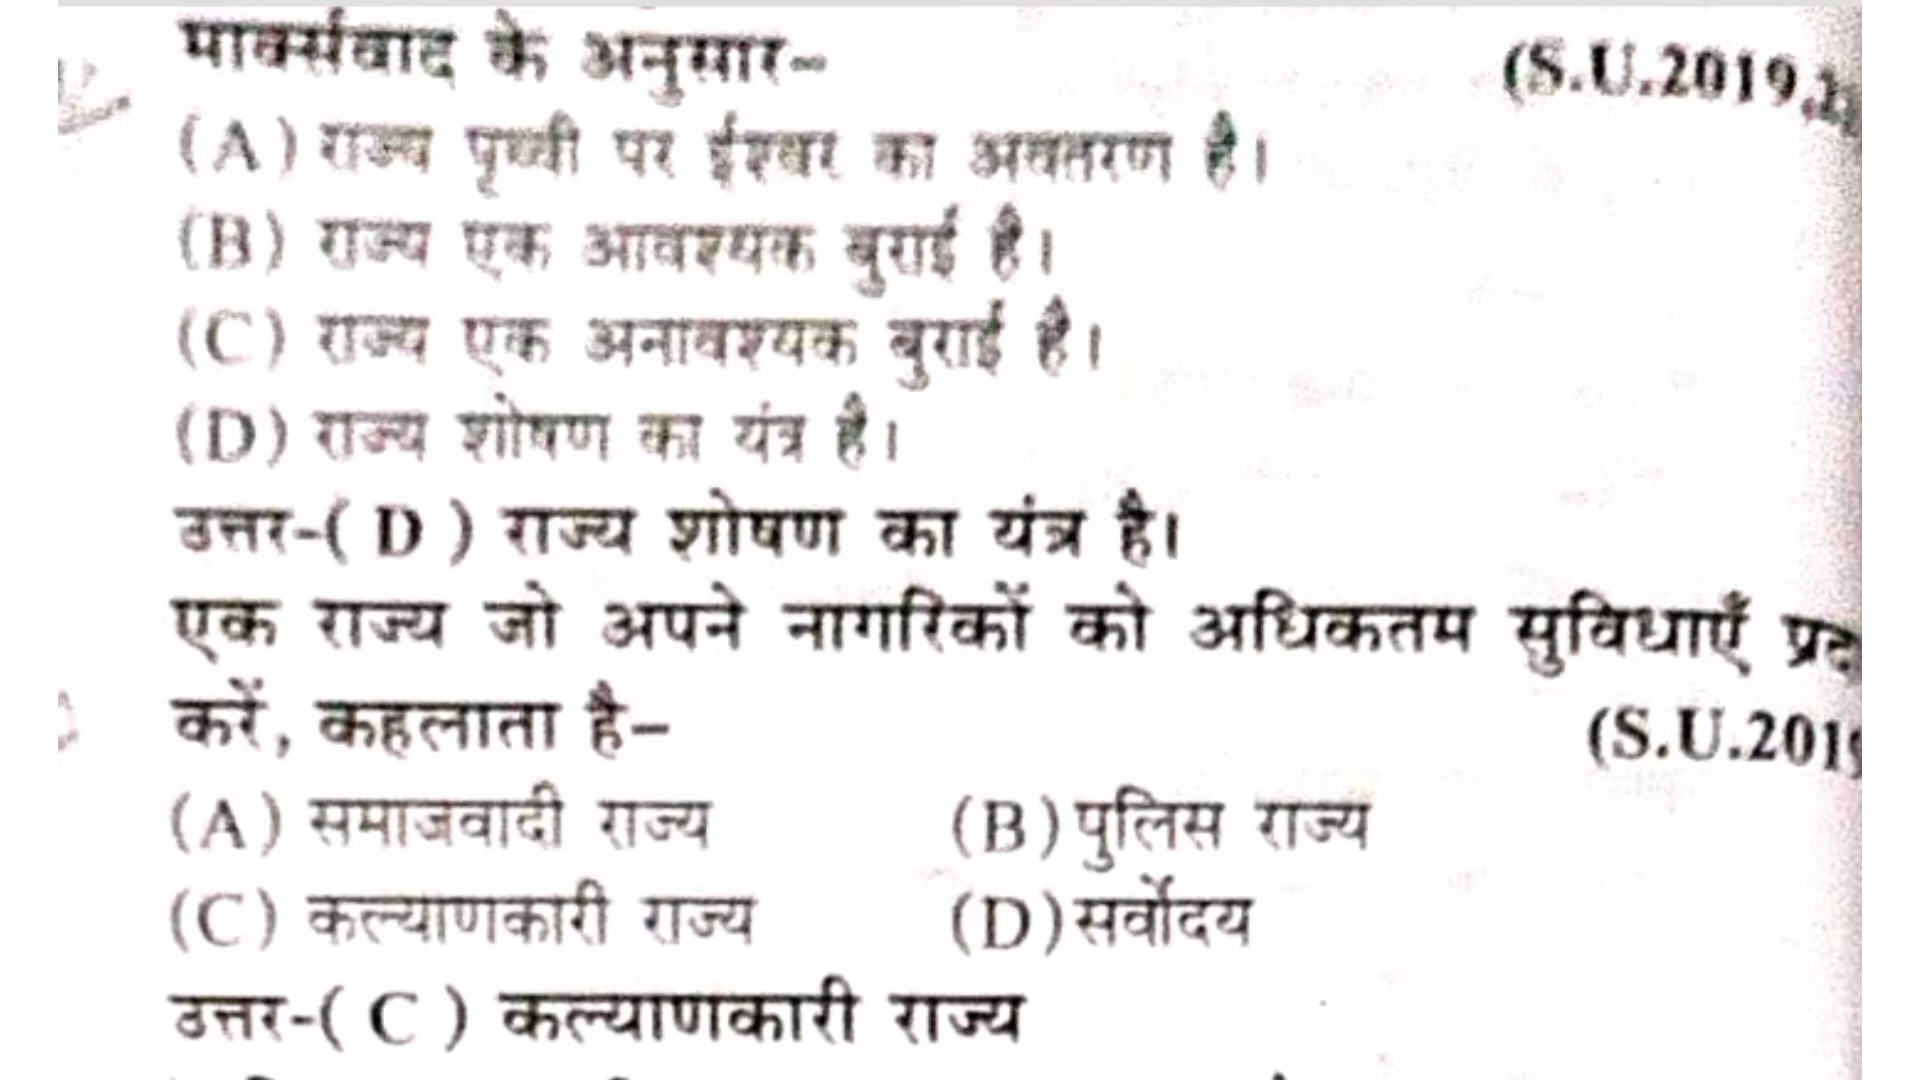 मार्क्सवाद के अनुसार- (S.U.2019,
(A) राज्य पृथ्वी पर ईश्वर का अवतरण है।
(B) राज्य एक आवश्यक बुराई है।
(C) राज्य एक अनावश्यक बुराई है।
(D) राज्य शोषण का यंत्र है।
उत्तर-( D ) राज्य शोषण का यंत्र है।
एक राज्य जो अपने नागरिकों को अधिकतम सुविधाएँ
करें, कहलाता है- (S.U.2019
(A) समाजवादी राज्य (B) पुलिस राज्य
(C) कल्याणकारी राज्य (D) सर्वोदय
उत्तर-( C ) कल्याणकारी राज्य